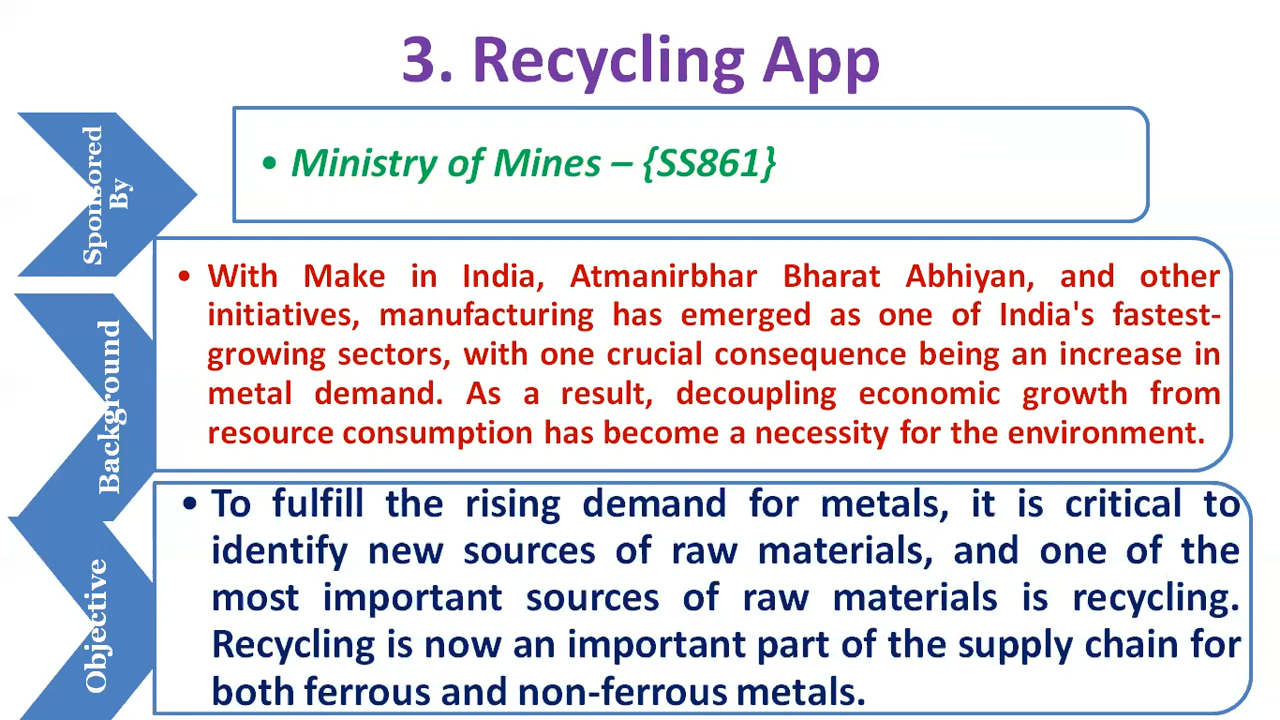 3. Recycling App
Sponsored
By
• Ministry of Mines – {SS861}
Background
• With Make in India, Atmanirbhar Bharat Abhiyan, and other
initiatives, manufacturing has emerged as one of India's fastest-
growing sectors, with one crucial consequence being an increase in
metal demand. As a result, decoupling economic growth from
resource consumption has become a necessity for the environment.
Objective
• To fulfill the rising demand for metals, it is critical to
identify new sources of raw materials, and one of the
most important sources of raw materials is recycling.
Recycling is now an important part of the supply chain for
both ferrous and non-ferrous metals.